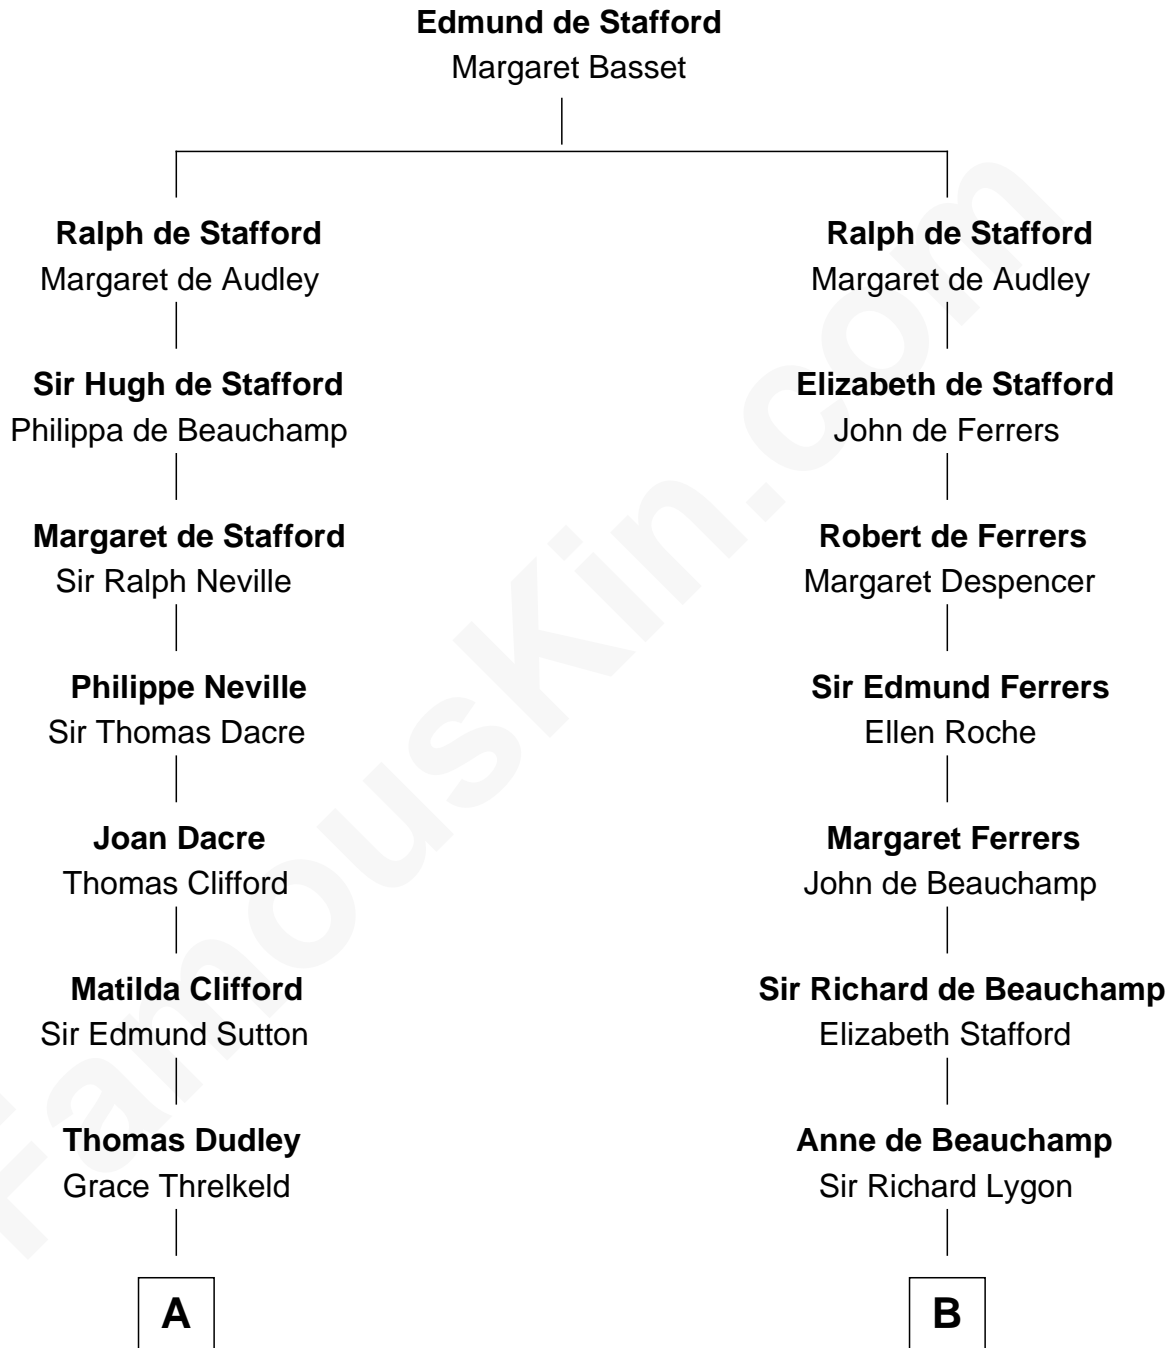 Edmund de Stafford
Margaret Basset
Ralph de Stafford
Margaret de Audley
Sir Hugh de Stafford
Philippa de Beauchamp
Margaret de Stafford
Sir Ralph Neville
Philippe Neville
Sir Thomas Dacre
Joan Dacre
Thomas Clifford
Matilda Clifford
Sir Edmund Sutton
Thomas Dudley
Grace Threlkeld
A
Ralph de Stafford
Margaret de Audley
Elizabeth de Stafford
John de Ferrers
Robert de Ferrers
Margaret Despencer
Sir Edmund Ferrers
Ellen Roche
Margaret Ferrers
John de Beauchamp
Sir Richard de Beauchamp
Elizabeth Stafford
Anne de Beauchamp
Sir Richard Lygon
B
FamousKin.com